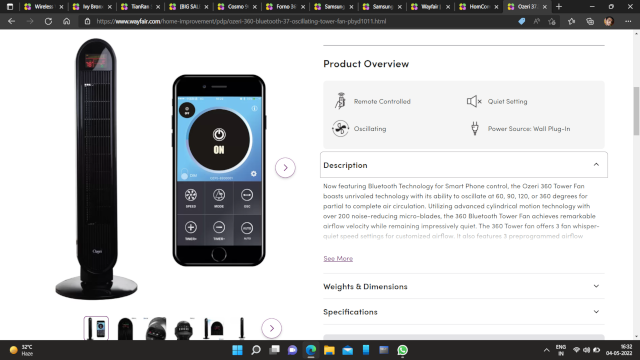 Wireless
by Bron
TianRan
(BIG SAL
Cosmo 9
Forno 3
Samsung
Samsung
Wayfair
HomCom
Ozeri 37
https://www.wayfair.com/home-improvement/pdp/ozeri-360-bluetooth-37-oscillating-tower-fan-pbyd1011.html
Product Overview
Remote Controlled
Quiet Setting
Oscillating
Power Source: Wall Plug-In
ON
SPEED
MODE
OSC
TIMER+
TIMER-
MUTE
Ozeri
Description
Now featuring Bluetooth Technology for Smart Phone control, the Ozeri 360 Tower Fan
boasts unrivaled technology with its ability to oscillate at 60, 90, 120, or 360 degrees for
partial to complete air circulation. Utilizing advanced cylindrical motion technology with
over 200 noise-reducing micro-blades, the 360 Bluetooth Tower Fan achieves remarkable
airflow velocity while remaining impressively quiet. The 360 Tower fan offers 3 fan whisper-
quiet speed settings for customized airflow. It also features 3 preprogrammed airflow
See More
Weights & Dimensions
Specifications
32°C
Haze
ENG
IN
16:32
04-05-2022